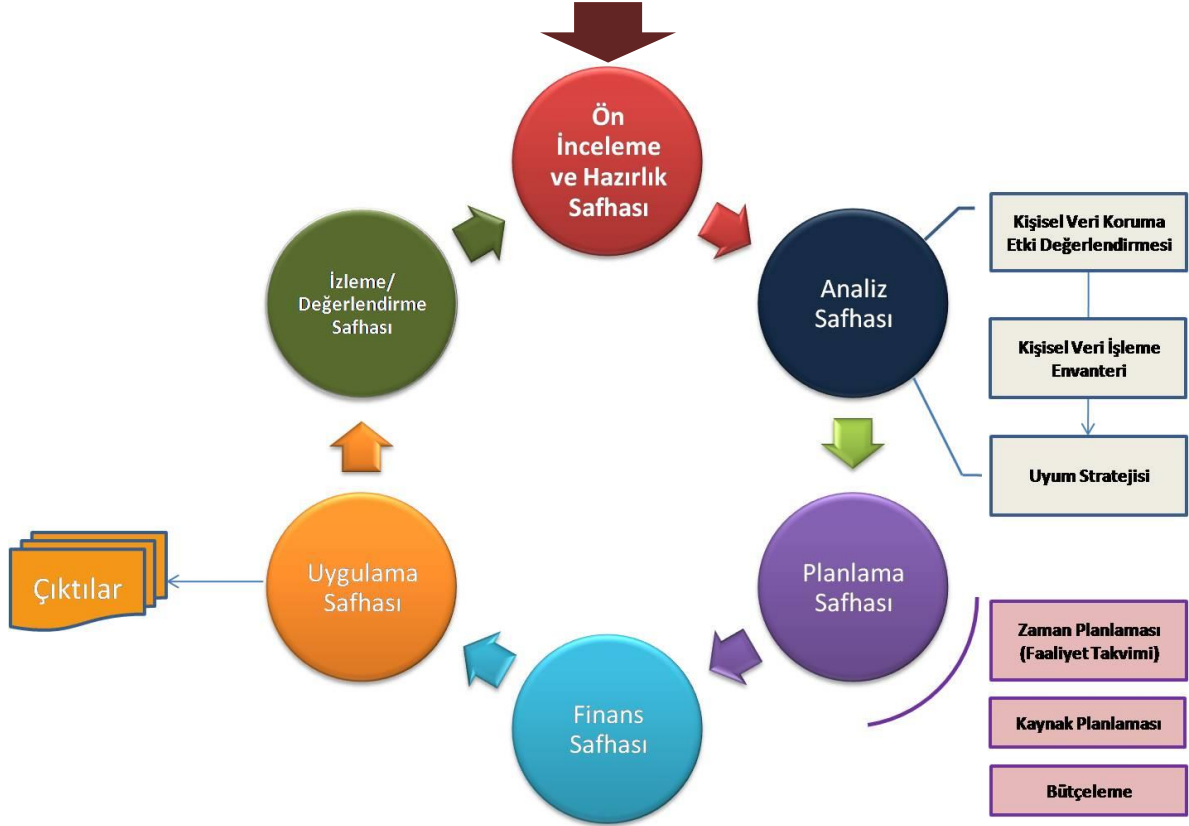 Ön
İnceleme
ve Hazırlık
Safhası
Analiz
Safhası
Kişisel Veri Koruma
Etki Değerlendirmesi
Kişisel Veri İşleme
Envanteri
Uyum Stratejisi
Planlama
Safhası
Zaman Planlaması
(Faaliyet Takvimi)
Kaynak Planlaması
Bütçeleme
Finans
Safhası
Uygulama
Safhası
Çıktılar
İzleme/
Değerlendirme
Safhası